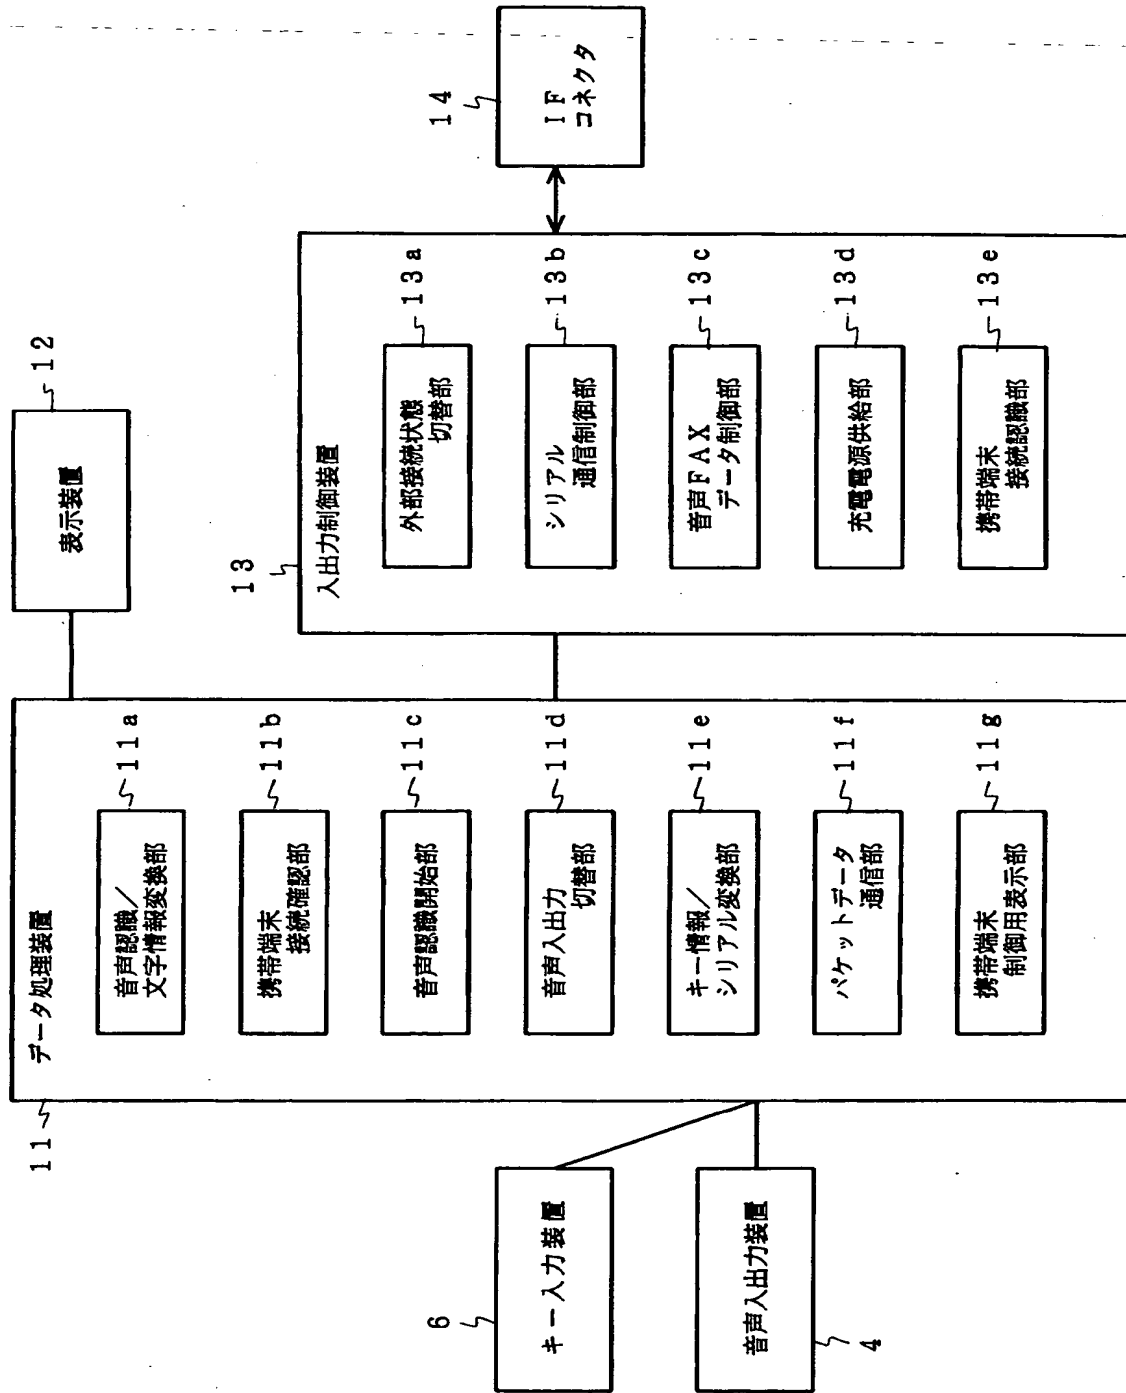 11
データ処理装置
音声認識／
文字情報変換部
11a
携帯端末
接続確認部
11b
音声認識開始部
11c
音声入出力
切替部
11d
キー情報／
シリアル変換部
11e
パケットデータ
通信部
11f
携帯端末
制御用表示部
11g
6
キー入力装置
音声入出力装置
4
表示装置
12
13
入出力制御装置
外部接続状態
切替部
13a
シリアル
通信制御部
13b
音声FAX
データ制御部
13c
充電電源供給部
13d
携帯端末
接続認識部
13e
14
IF
コネクタ